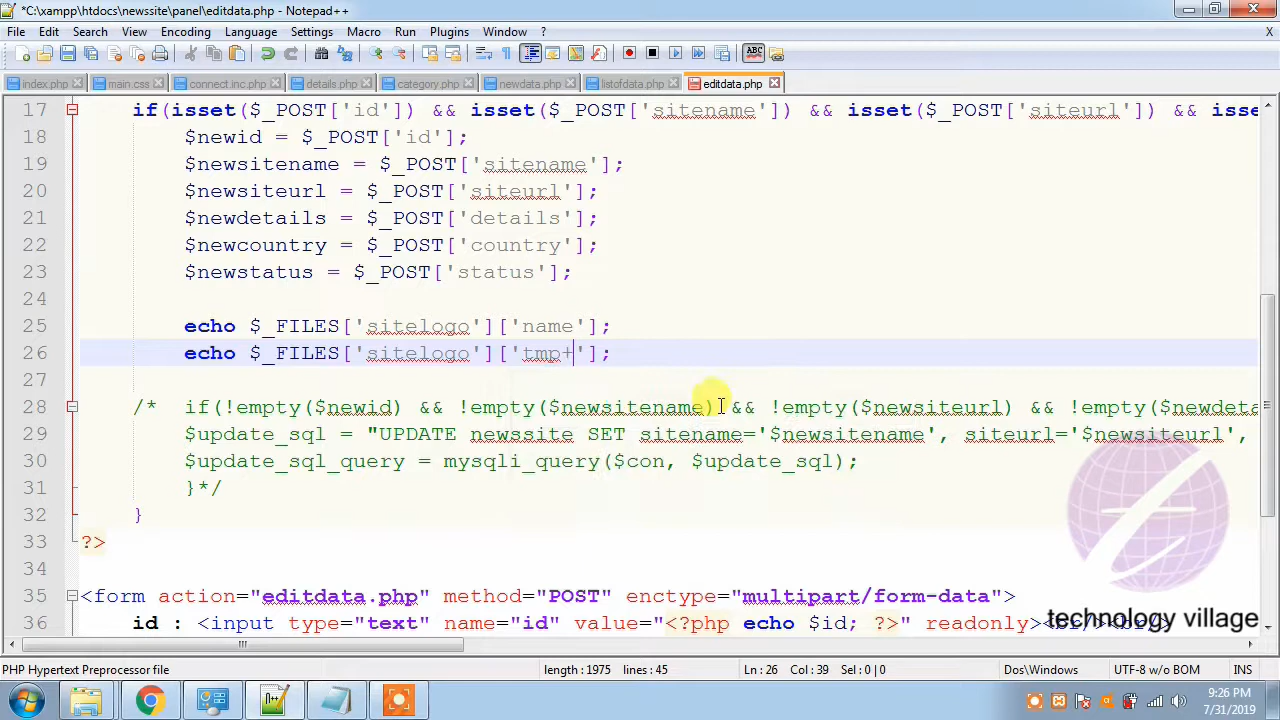 *C:\xampp\htdocs\newssite\panel\editdata.php - Notepad++
File Edit Search View Encoding Language Settings Macro Run Plugins Window ? X
index.php main.css connect.inc.php details.php category.php newdata.php listofdata.php editdata.php
17 if(isset($_POST['id']) && isset($_POST['sitename']) && isset($_POST['siteurl']) && isse
18 $newid = $_POST['id'];
19 $newsitename = $_POST['sitename'];
20 $newsiteurl = $_POST['siteurl'];
21 $newdetails = $_POST['details'];
22 $newcountry = $_POST['country'];
23 $newstatus = $_POST['status'];
24
25 echo $_FILES['sitelogo']['name'];
26 echo $_FILES['sitelogo']['tmp+'];
27
28 /* if(!empty($newid) && !empty($newsitename) && !empty($newsiteurl) && !empty($newdeta
29 $update_sql = "UPDATE newssite SET sitename='$newsitename', siteurl='$newsiteurl',
30 $update_sql_query = mysqli_query($con, $update_sql);
31 }*/
32 }
33 ?>
34
35 <form action="editdata.php" method="POST" enctype="multipart/form-data">
36 id : <input type="text" name="id" value="<?php echo $id; ?>" readonly><br/><br/>
technology village
PHP Hypertext Preprocessor file length : 1975 lines : 45 Ln : 26 Col : 39 Sel : 0 | 0 Dos\Windows UTF-8 w/o BOM INS
9:26 PM
7/31/2019